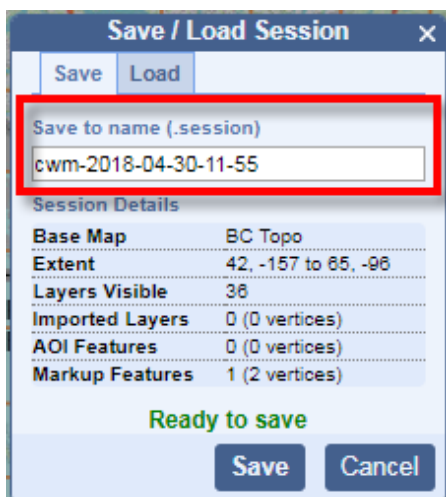 Save / Load Session ×
Save Load
Save to name (.session)
cwm-2018-04-30-11-55
Session Details
Base Map BC Topo
Extent 42, -157 to 65, -96
Layers Visible 36
Imported Layers 0 (0 vertices)
AOI Features 0 (0 vertices)
Markup Features 1 (2 vertices)
Ready to save
Save Cancel